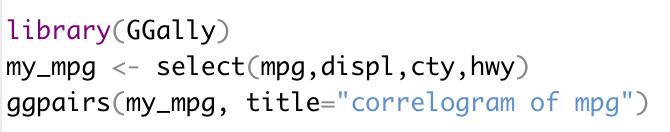 library(GGally)
my_mpg <- select(mpg,displ,cty,hwy)
ggpairs(my_mpg, title="correlogram of mpg")